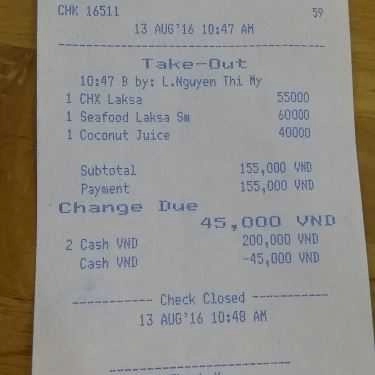 CHK 16511 59
13 AUG'16 10:47 AM
Take-Out
10:47 B by: L.Nguyen Thi My
1 CHX Laksa 55000
1 Seafood Laksa Sm 60000
1 Coconut Juice 40000
Subtotal 155,000 VND
Payment 155,000 VND
Change Due
45,000 VND
2 Cash VND 200,000 VND
Cash VND -45,000 VND
----------- Check Closed -----------
13 AUG'16 10:48 AM